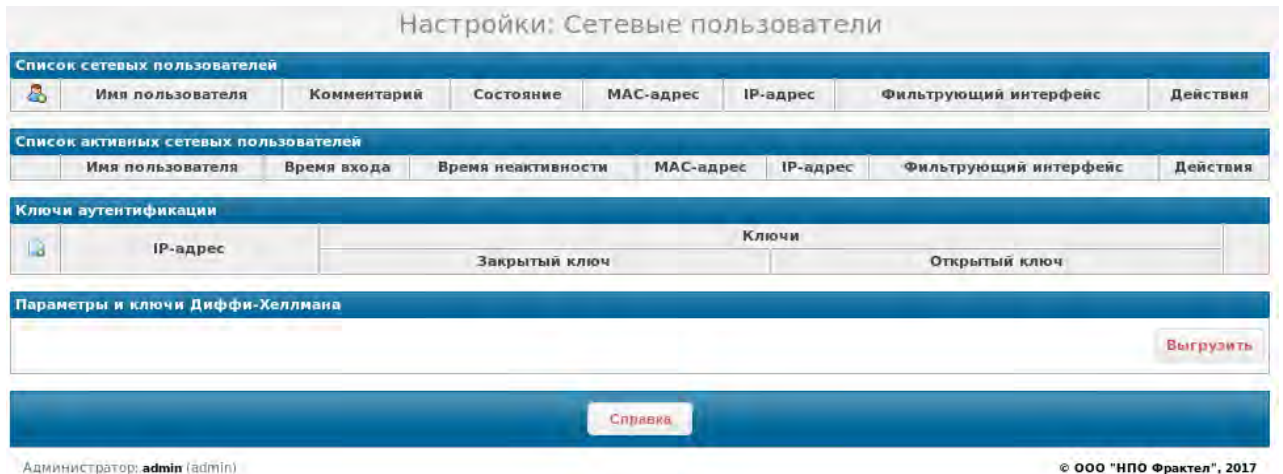 Настройки: Сетевые пользователи
Список сетевых пользователей
Имя пользователя Комментарий Состояние MAC-адрес IP-адрес Фильтрующий интерфейс Действия
Список активных сетевых пользователей
Имя пользователя Время входа Время неактивности MAC-адрес IP-адрес Фильтрующий интерфейс Действия
Ключи аутентификации
IP-адрес Ключи
Закрытый ключ Открытый ключ
Параметры и ключи Диффи-Хеллмана
Выгрузить
Справка
Администратор: admin (admin) © ООО "НПО Фрактел", 2017